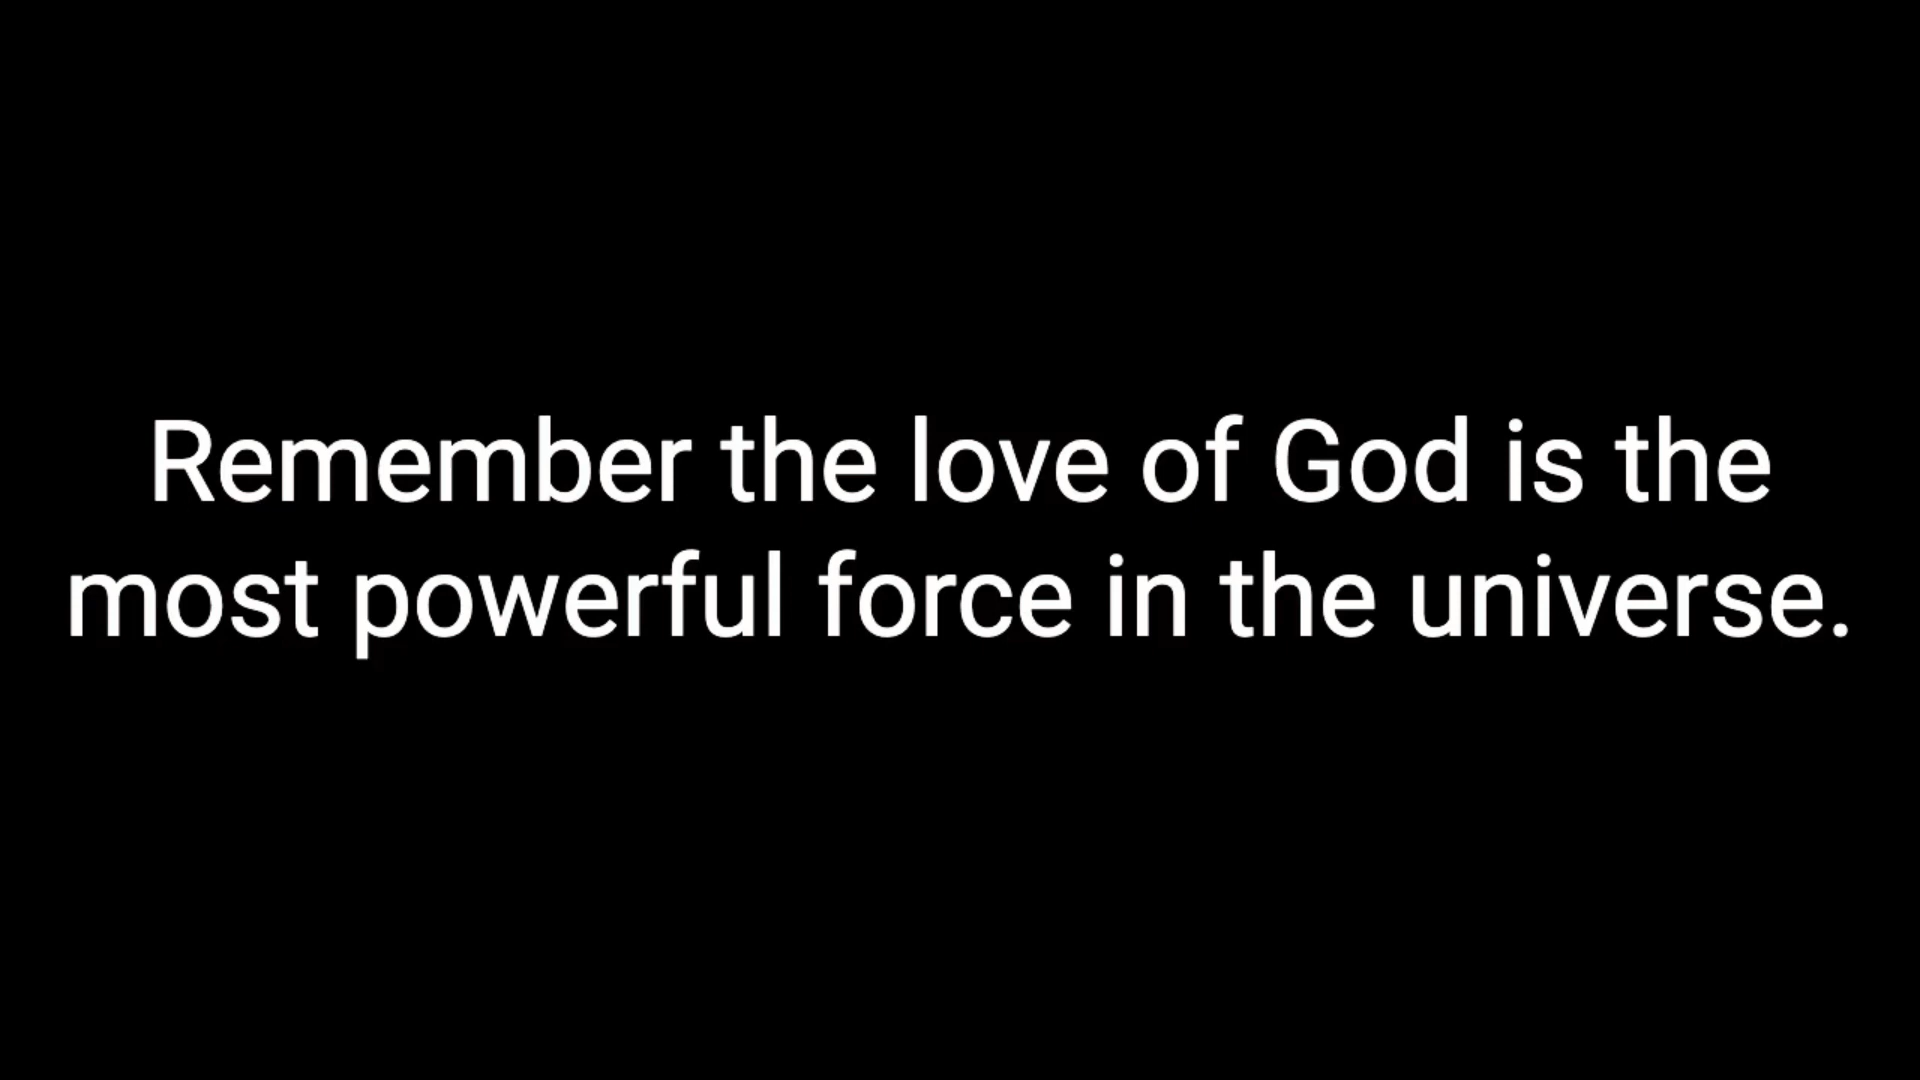 Remember the love of God is the
most powerful force in the universe.